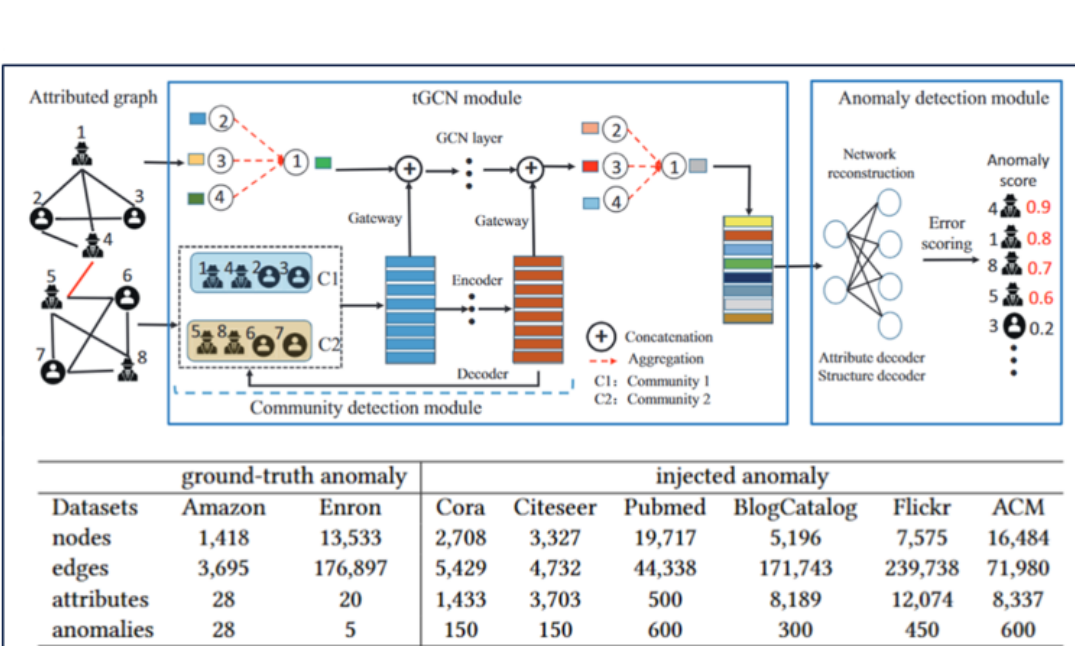 Attributed graph
tGCN module
Anomaly detection module
1
2
3
4
5
6
7
8
2
3
4
1
GCN layer
2
3
4
1
Gateway
Gateway
1 4 2 3 C1
5 8 6 7 C2
Encoder
Decoder
Community detection module
Concatenation
Aggregation
C1: Community 1
C2: Community 2
Network
reconstruction
Error
scoring
Attribute decoder
Structure decoder
Anomaly
score
4 0.9
1 0.8
8 0.7
5 0.6
3 0.2
ground-truth anomaly injected anomaly
Datasets Amazon Enron Cora Citeseer Pubmed BlogCatalog Flickr ACM
nodes 1,418 13,533 2,708 3,327 19,717 5,196 7,575 16,484
edges 3,695 176,897 5,429 4,732 44,338 171,743 239,738 71,980
attributes 28 20 1,433 3,703 500 8,189 12,074 8,337
anomalies 28 5 150 150 600 300 450 600